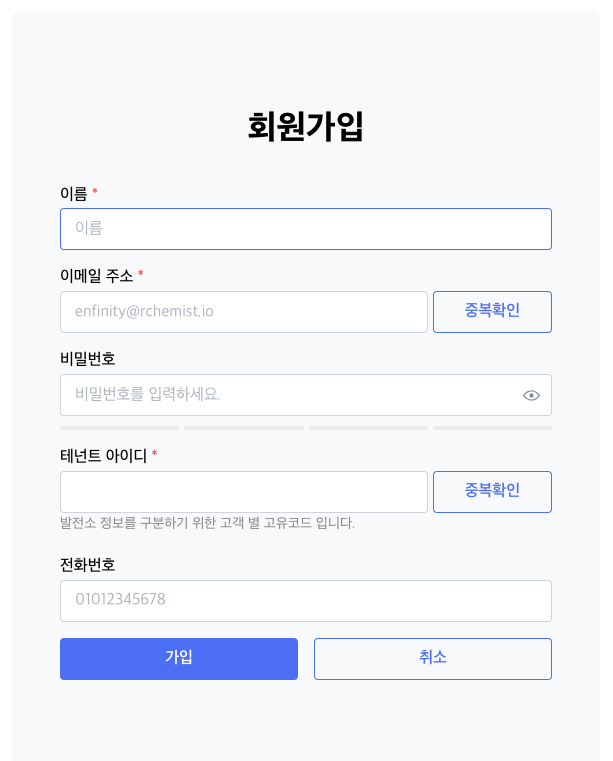 회원가입
이름 *
이름
이메일 주소 *
enfinity@rchemist.io 중복확인
비밀번호
비밀번호를 입력하세요.
테넌트 아이디 *
중복확인
발전소 정보를 구분하기 위한 고객 별 고유코드 입니다.
전화번호
01012345678
가입 취소